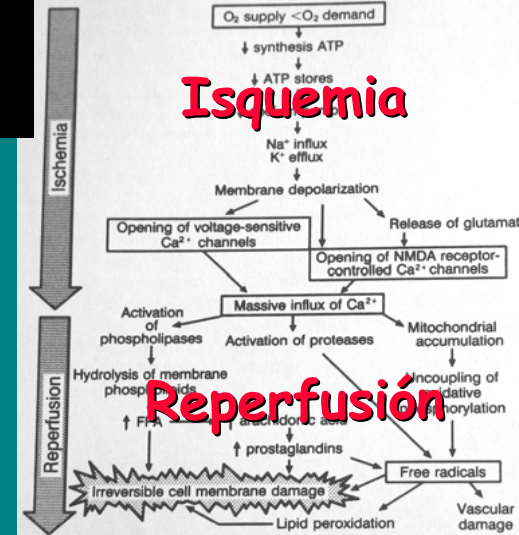 O₂ supply <O₂ demand
↓ synthesis ATP
↓ ATP stores
Isquemia
Na⁺ influx
K⁺ efflux
Ischemia
Membrane depolarization
Opening of voltage-sensitive
Ca²⁺ channels
Release of glutamat
Opening of NMDA receptor-
controlled Ca²⁺ channels
Massive influx of Ca²⁺
Activation
of
phospholipases
Activation of proteases
Mitochondrial
accumulation
Reperfusion
Hydrolysis of membrane
Uncoupling of
Reperfusión
↑ prostaglandins
Free radicals
Irreversible cell membrane damage
Lipid peroxidation
Vascular
damage